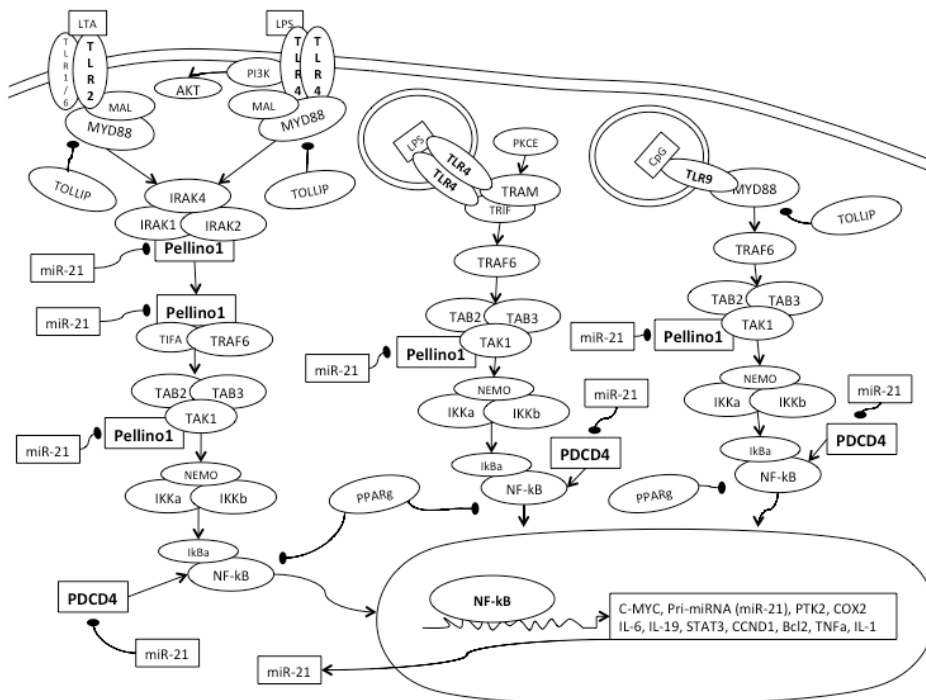 LTA
TLR1/6
TLR2
LPS
TLR4
TLR4
PI3K
AKT
MAL
MYD88
MAL
MYD88
TOLLIP
TOLLIP
IRAK4
IRAK1
IRAK2
Pellino1
miR-21
Pellino1
miR-21
TIFA
TRAF6
TAB2
TAB3
TAK1
Pellino1
miR-21
NEMO
IKKa
IKKb
IkBa
NF-kB
PDCD4
miR-21
LPS
TLR4
TLR4
PKCE
TRAM
TRIF
TRAF6
TAB2
TAB3
TAK1
Pellino1
miR-21
NEMO
IKKa
IKKb
miR-21
PDCD4
IkBa
NF-kB
PPARg
CpG
TLR9
MYD88
TOLLIP
TRAF6
TAB2
TAB3
TAK1
Pellino1
miR-21
NEMO
IKKa
IKKb
miR-21
PDCD4
IkBa
NF-kB
PPARg
NF-kB
C-MYC, Pri-miRNA (miR-21), PTK2, COX2
IL-6, IL-19, STAT3, CCND1, Bcl2, TNFa, IL-1
miR-21